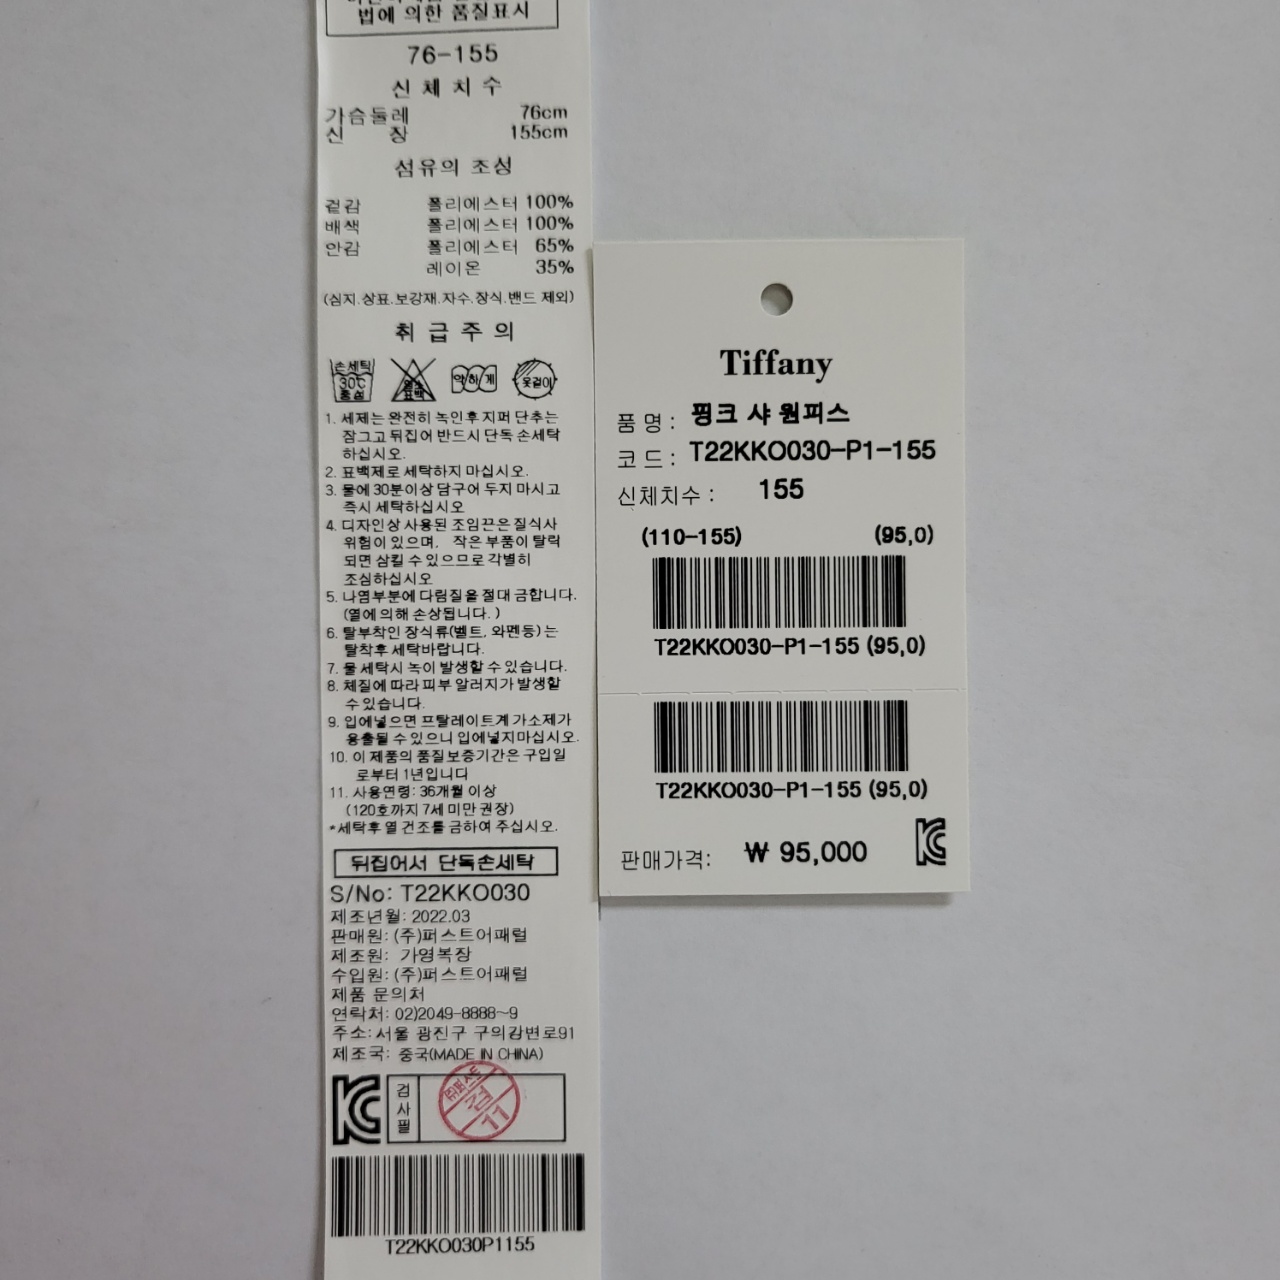 법에 의한 품질표시
76-155
신체치수
가슴둘레 76cm
신 장 155cm
섬유의 조성
겉감 폴리에스터 100%
배색 폴리에스터 100%
안감 폴리에스터 65%
레이온 35%
(심지.상표.보강재.자수.장식.밴드 제외)
취급주의
손세탁
30℃
중성
염소
표백
약하게
옷걸이
1. 세제는 완전히 녹인후 지퍼 단추는
잠그고 뒤집어 반드시 단독 손세탁
하십시오.
2. 표백제로 세탁하지 마십시오.
3. 물에 30분이상 담구어 두지 마시고
즉시 세탁하십시오
4. 디자인상 사용된 조임끈은 질식사
위험이 있으며, 작은 부품이 탈락
되면 삼킬 수 있으므로 각별히
조심하십시오
5. 나염부분에 다림질을 절대 금합니다.
(열에 의해 손상됩니다. )
6. 탈부착인 장식류(벨트, 와펜등) 는
탈착후 세탁바랍니다.
7. 물 세탁시 녹이 발생할 수 있습니다.
8. 체질에 따라 피부 알러지가 발생할
수 있습니다.
9. 입에넣으면 프탈레이트계 가소제가
용출될 수 있으니 입에넣지마십시오.
10. 이 제품의 품질보증기간은 구입일
로부터 1년입니다
11. 사용연령: 36개월 이상
(120호까지 7세 미만 권장)
*세탁후 열 건조를 금하여 주십시오.
뒤집어서 단독손세탁
S/No: T22KKO030
제조년월: 2022.03
판매원: (주)퍼스트어패럴
제조원: 가영복장
수입원: (주)퍼스트어패럴
제품 문의처
연락처: 02)2049-8888~9
주소: 서울 광진구 구의강변로91
제조국: 중국(MADE IN CHINA)
KC
검사필
㈜퍼스트
검
11
T22KKO030P1155
Tiffany
품 명 : 핑크 샤 원피스
코 드 : T22KKO030-P1-155
신체치수 : 155
(110-155) (95,0)
T22KKO030-P1-155 (95,0)
T22KKO030-P1-155 (95,0)
판매가격: ₩ 95,000
KC